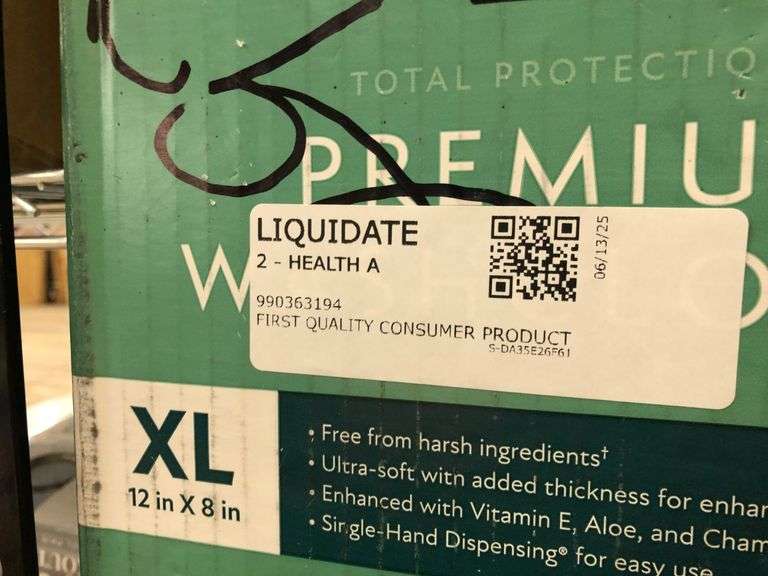 TOTAL PROTECTIO
PREMIU
W
LIQUIDATE
2 - HEALTH A
990363194
FIRST QUALITY CONSUMER PRODUCT
S-DA35E26F61
06/13/25
XL
12 in X 8 in
• Free from harsh ingredients†
• Ultra-soft with added thickness for enhan
• Enhanced with Vitamin E, Aloe, and Cham
• Single-Hand Dispensing® for easy use